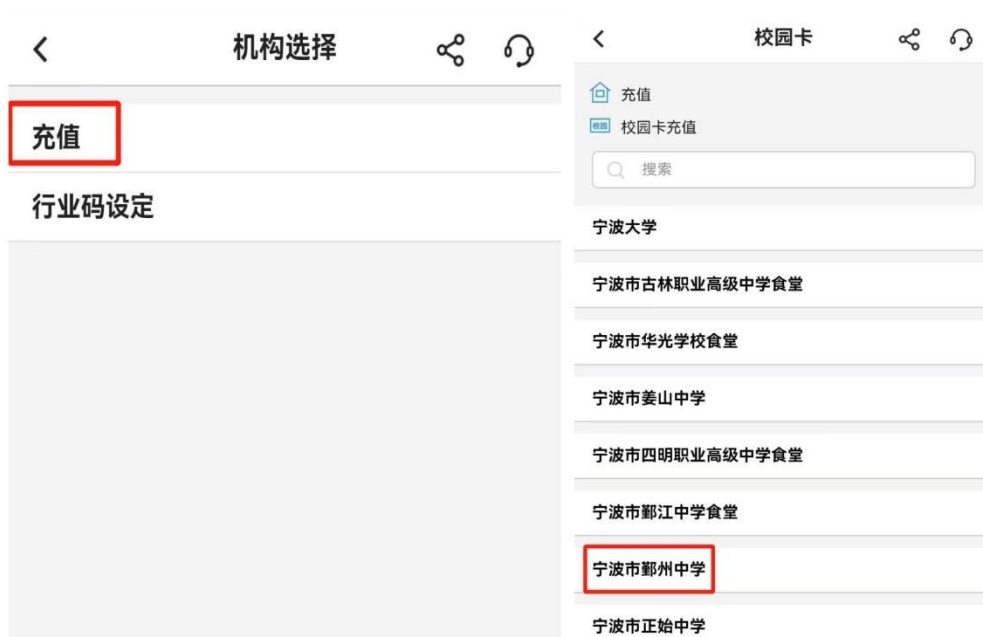 机构选择
充值
行业码设定
校园卡
充值
校园 校园卡充值
搜索
宁波大学
宁波市古林职业高级中学食堂
宁波市华光学校食堂
宁波市姜山中学
宁波市四明职业高级中学食堂
宁波市鄞江中学食堂
宁波市鄞州中学
宁波市正始中学